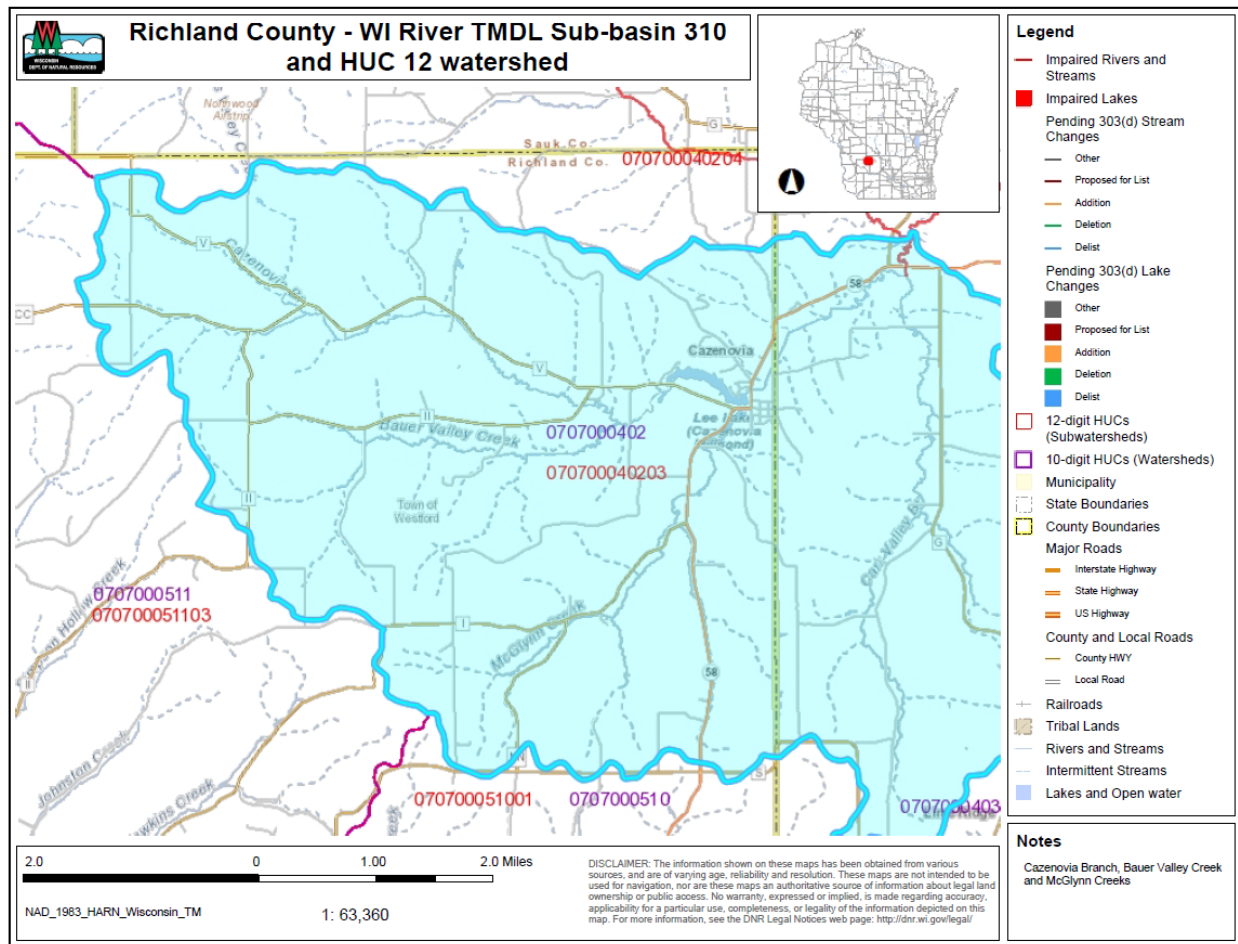 WISCONSIN
DEPT. OF NATURAL RESOURCES
Richland County - WI River TMDL Sub-basin 310
and HUC 12 watershed
Normwood
Airstrip
G
Sauk Co.
Richland Co.
070700040204
V
58
CC
Cazenovia
V
II
Bauer Valley Creek
Lee Lake
(Cazenovia
0707000402
070700040203
II
Town of
Westford
Carr Valley
G
0707000511
070700051103
I
McGlynn Creek
58
II
Johnston Creek
S
070700051001
0707000510
0707000403
Creek
2.0
0
1.00
2.0 Miles
NAD_1983_HARN_Wisconsin_TM
1: 63,360
DISCLAIMER: The information shown on these maps has been obtained from various
sources, and are of varying age, reliability and resolution. These maps are not intended to be
used for navigation, nor are these maps an authoritative source of information about legal land
ownership or public access. No warranty, expressed or implied, is made regarding accuracy,
applicability for a particular use, completeness, or legality of the information depicted on this
map. For more information, see the DNR Legal Notices web page: http://dnr.wi.gov/legal/
Legend
Impaired Rivers and
Streams
Impaired Lakes
Pending 303(d) Stream
Changes
Other
Proposed for List
Addition
Deletion
Delist
Pending 303(d) Lake
Changes
Other
Proposed for List
Addition
Deletion
Delist
12-digit HUCs
(Subwatersheds)
10-digit HUCs (Watersheds)
Municipality
State Boundaries
County Boundaries
Major Roads
Interstate Highway
State Highway
US Highway
County and Local Roads
County HWY
Local Road
Railroads
Tribal Lands
Rivers and Streams
Intermittent Streams
Lakes and Open water
Notes
Cazenovia Branch, Bauer Valley Creek
and McGlynn Creeks